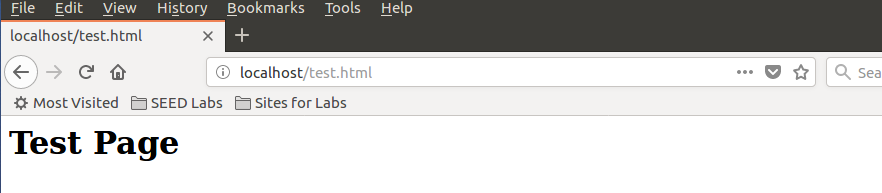 File Edit View History Bookmarks Tools Help
localhost/test.html
localhost/test.html Sea
Most Visited SEED Labs Sites for Labs
Test Page